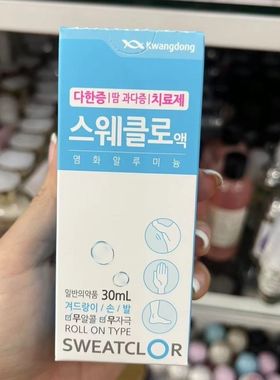 Kwangdong
다한증|땀 과다증|치료제
스웨클로액
염화알루미늄
일반의약품 30mL
겨드랑이/손/발
무알콜 무자극
ROLL ON TYPE
SWEATCLOR